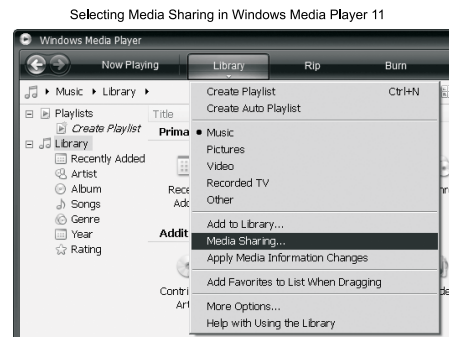 Selecting Media Sharing in Windows Media Player 11
Windows Media Player
Now Playing Library Rip Burn
Music Library
Create Playlist Ctrl+N
Create Auto Playlist
Music
Pictures
Video
Recorded TV
Other
Add to Library...
Media Sharing...
Apply Media Information Changes
Add Favorites to List When Dragging
More Options...
Help with Using the Library
Playlists
Create Playlist
Library
Recently Added
Artist
Album
Songs
Genre
Year
Rating
Title
Prima
Rece
Add
Addit
Contri
Art